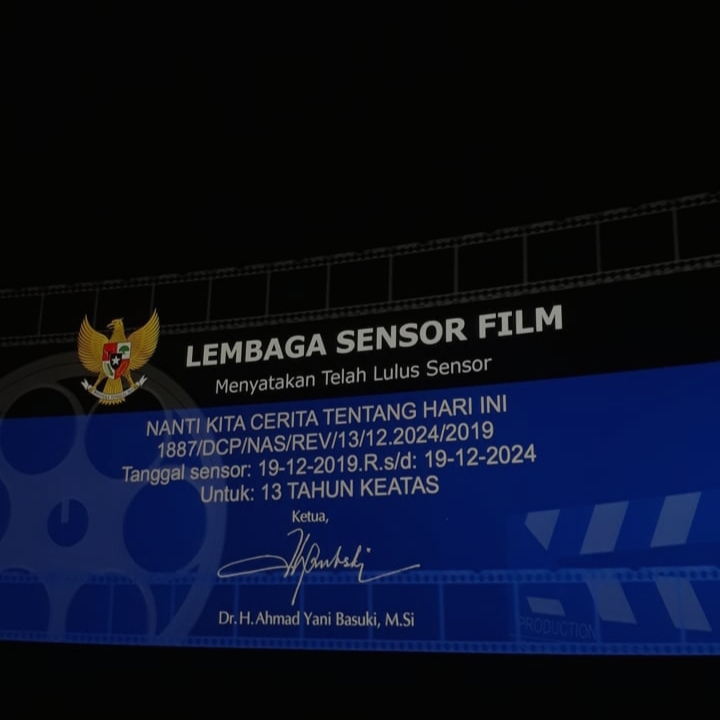 LEMBAGA SENSOR FILM
Menyatakan Telah Lulus Sensor
NANTI KITA CERITA TENTANG HARI INI
1887/DCP/NAS/REV/13/12.2024/2019
Tanggal sensor: 19-12-2019.R.s/d: 19-12-2024
Untuk: 13 TAHUN KEATAS
Ketua,
Dr. H. Ahmad Yani Basuki, M.Si
PRODUCTION